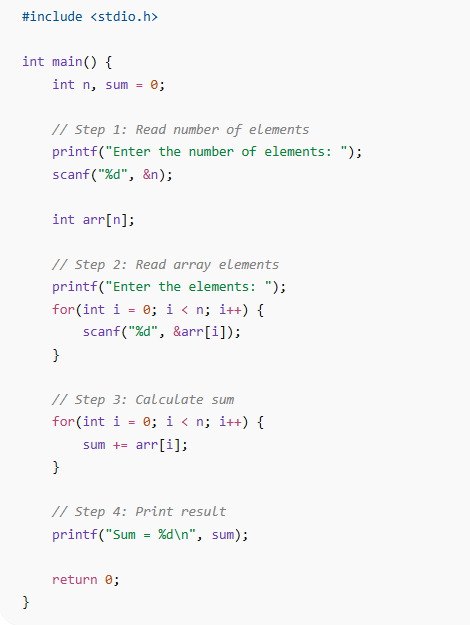 #include <stdio.h>

int main() {
    int n, sum = 0;

    // Step 1: Read number of elements
    printf("Enter the number of elements: ");
    scanf("%d", &n);

    int arr[n];

    // Step 2: Read array elements
    printf("Enter the elements: ");
    for(int i = 0; i < n; i++) {
        scanf("%d", &arr[i]);
    }

    // Step 3: Calculate sum
    for(int i = 0; i < n; i++) {
        sum += arr[i];
    }

    // Step 4: Print result
    printf("Sum = %d\n", sum);

    return 0;
}